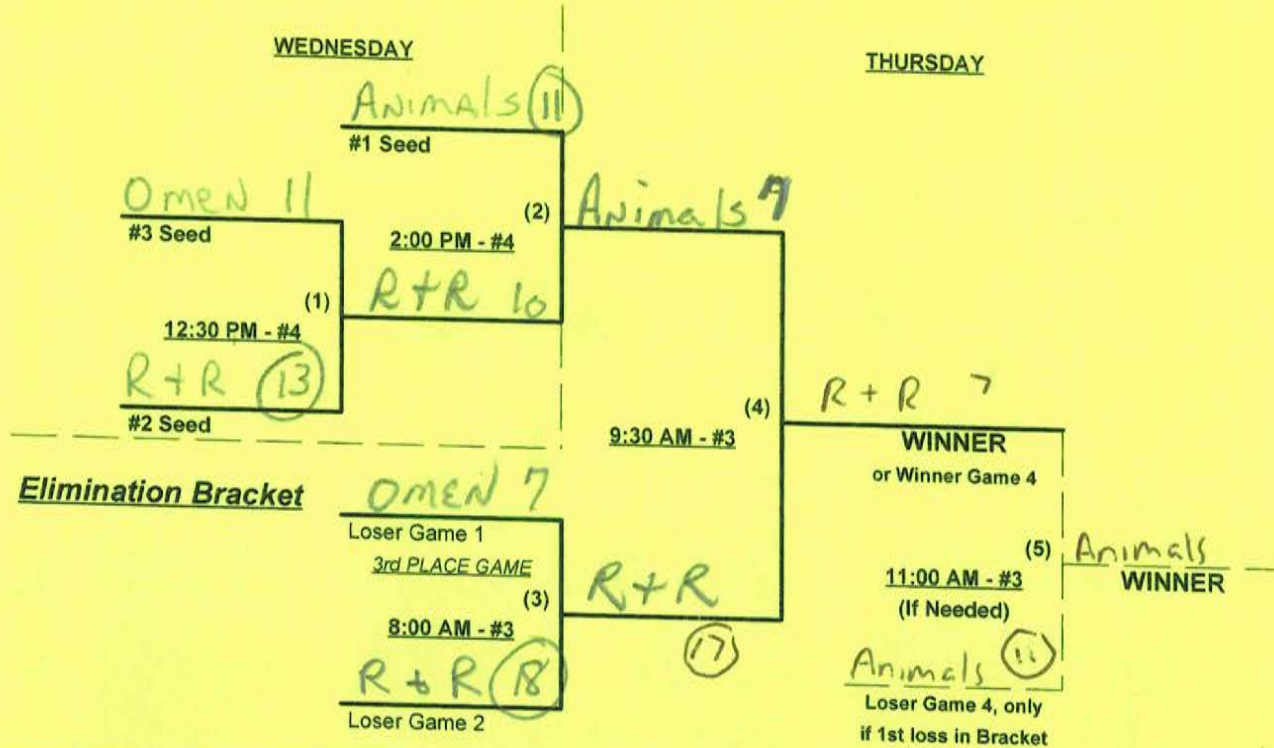 WEDNESDAY
THURSDAY
Animals 11
#1 Seed
Omen 11
#3 Seed
(2)
2:00 PM - #4
Animals
(1)
12:30 PM - #4
R + R 10
R + R 13
#2 Seed
(4)
9:30 AM - #3
R + R 7
WINNER
or Winner Game 4
Elimination Bracket
OMEN 7
Loser Game 1
3rd PLACE GAME
(3)
8:00 AM - #3
R + R
17
R + R 18
Loser Game 2
(5)
11:00 AM - #3
(If Needed)
Animals
WINNER
Animals 11
Loser Game 4, only
if 1st loss in Bracket